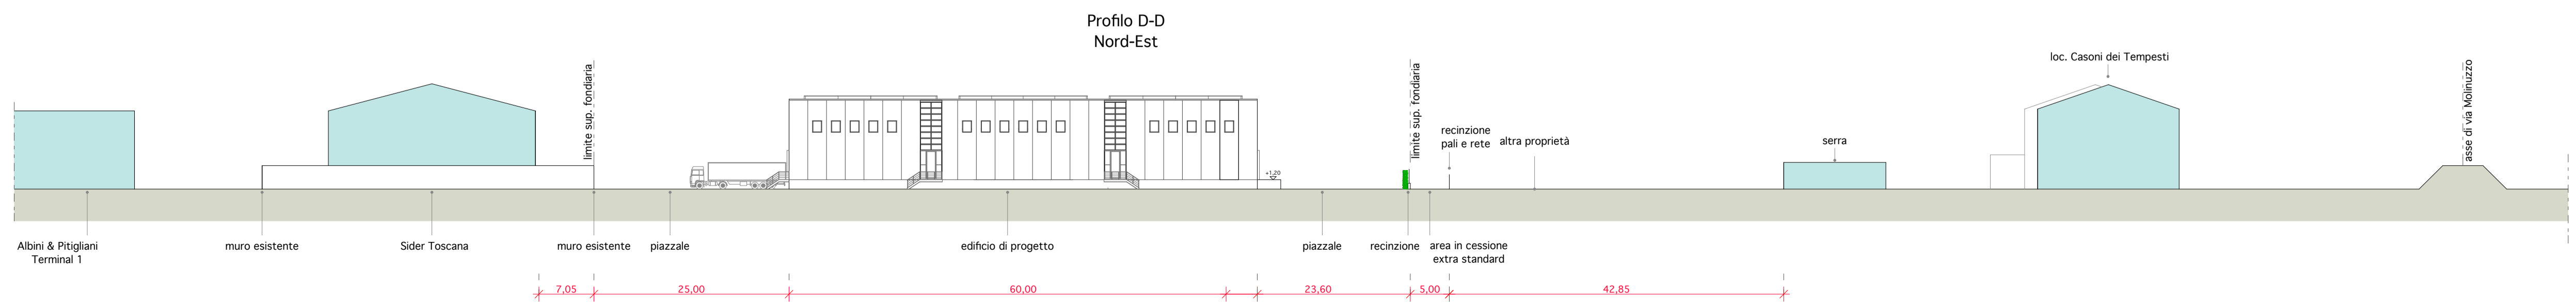 Profilo D-D
Nord-Est
limite sup. fondiaria
limite sup. fondiaria
recinzione
pali e rete
altra proprietà
serra
loc. Casoni dei Tempesti
asse di via Molinuzzo
+1,20
Albini & Pitigliani
Terminal 1
muro esistente
Sider Toscana
muro esistente
piazzale
edificio di progetto
piazzale
recinzione
area in cessione
extra standard
7,05
25,00
60,00
23,60
5,00
42,85